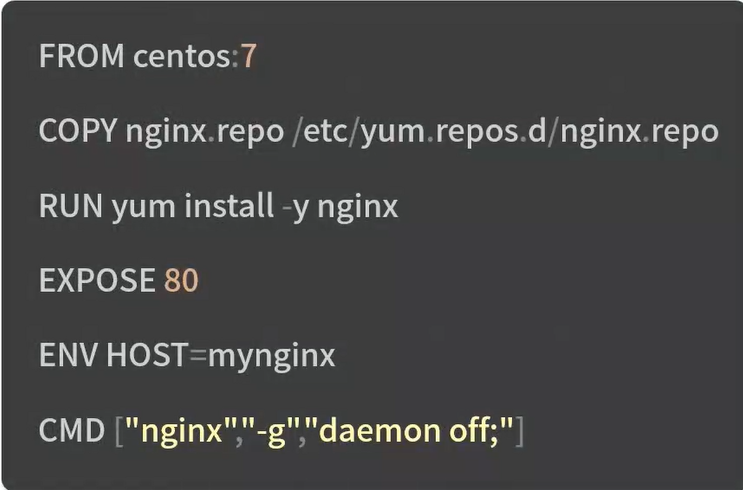 FROM centos:7
COPY nginx.repo /etc/yum.repos.d/nginx.repo
RUN yum install -y nginx
EXPOSE 80
ENV HOST=mynginx
CMD ["nginx","-g","daemon off;"]